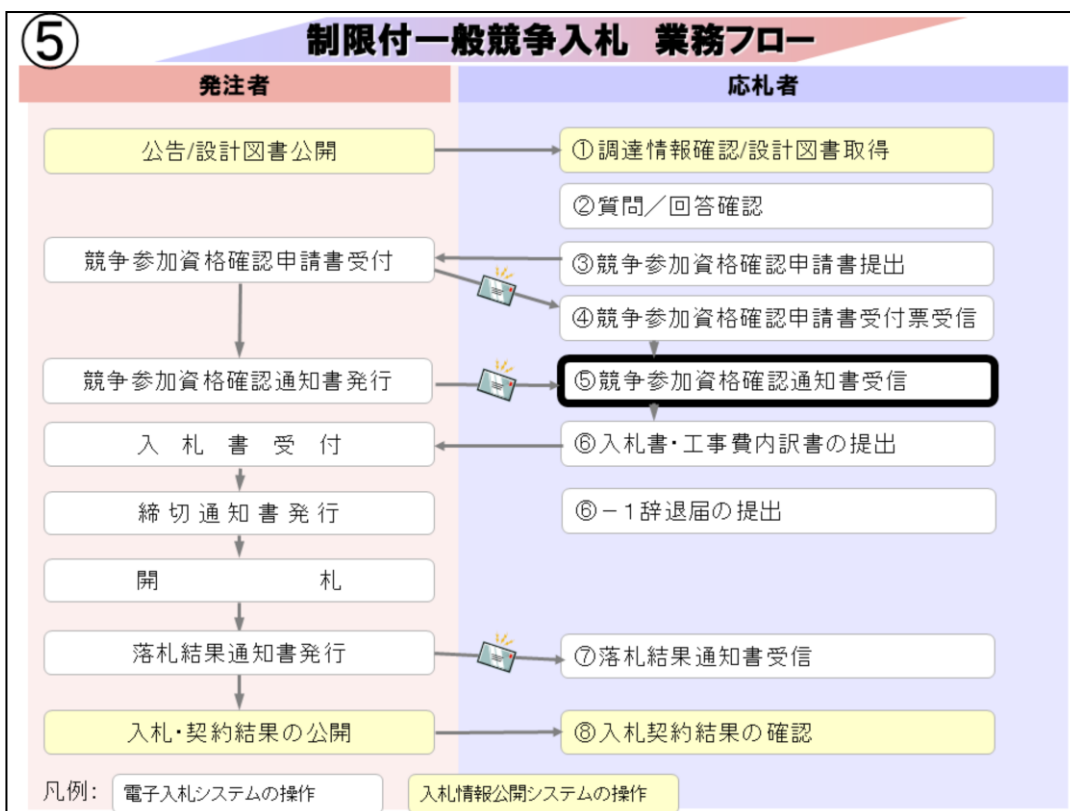 ⑤
制限付一般競争入札 業務フロー
発注者
応札者
公告/設計図書公開
①調達情報確認/設計図書取得
②質問／回答確認
競争参加資格確認申請書受付
③競争参加資格確認申請書提出
④競争参加資格確認申請書受付票受信
競争参加資格確認通知書発行
⑤競争参加資格確認通知書受信
入札書受付
⑥入札書・工事費内訳書の提出
締切通知書発行
⑥－1辞退届の提出
開札
落札結果通知書発行
⑦落札結果通知書受信
入札・契約結果の公開
⑧入札契約結果の確認
凡例：
電子入札システムの操作
入札情報公開システムの操作